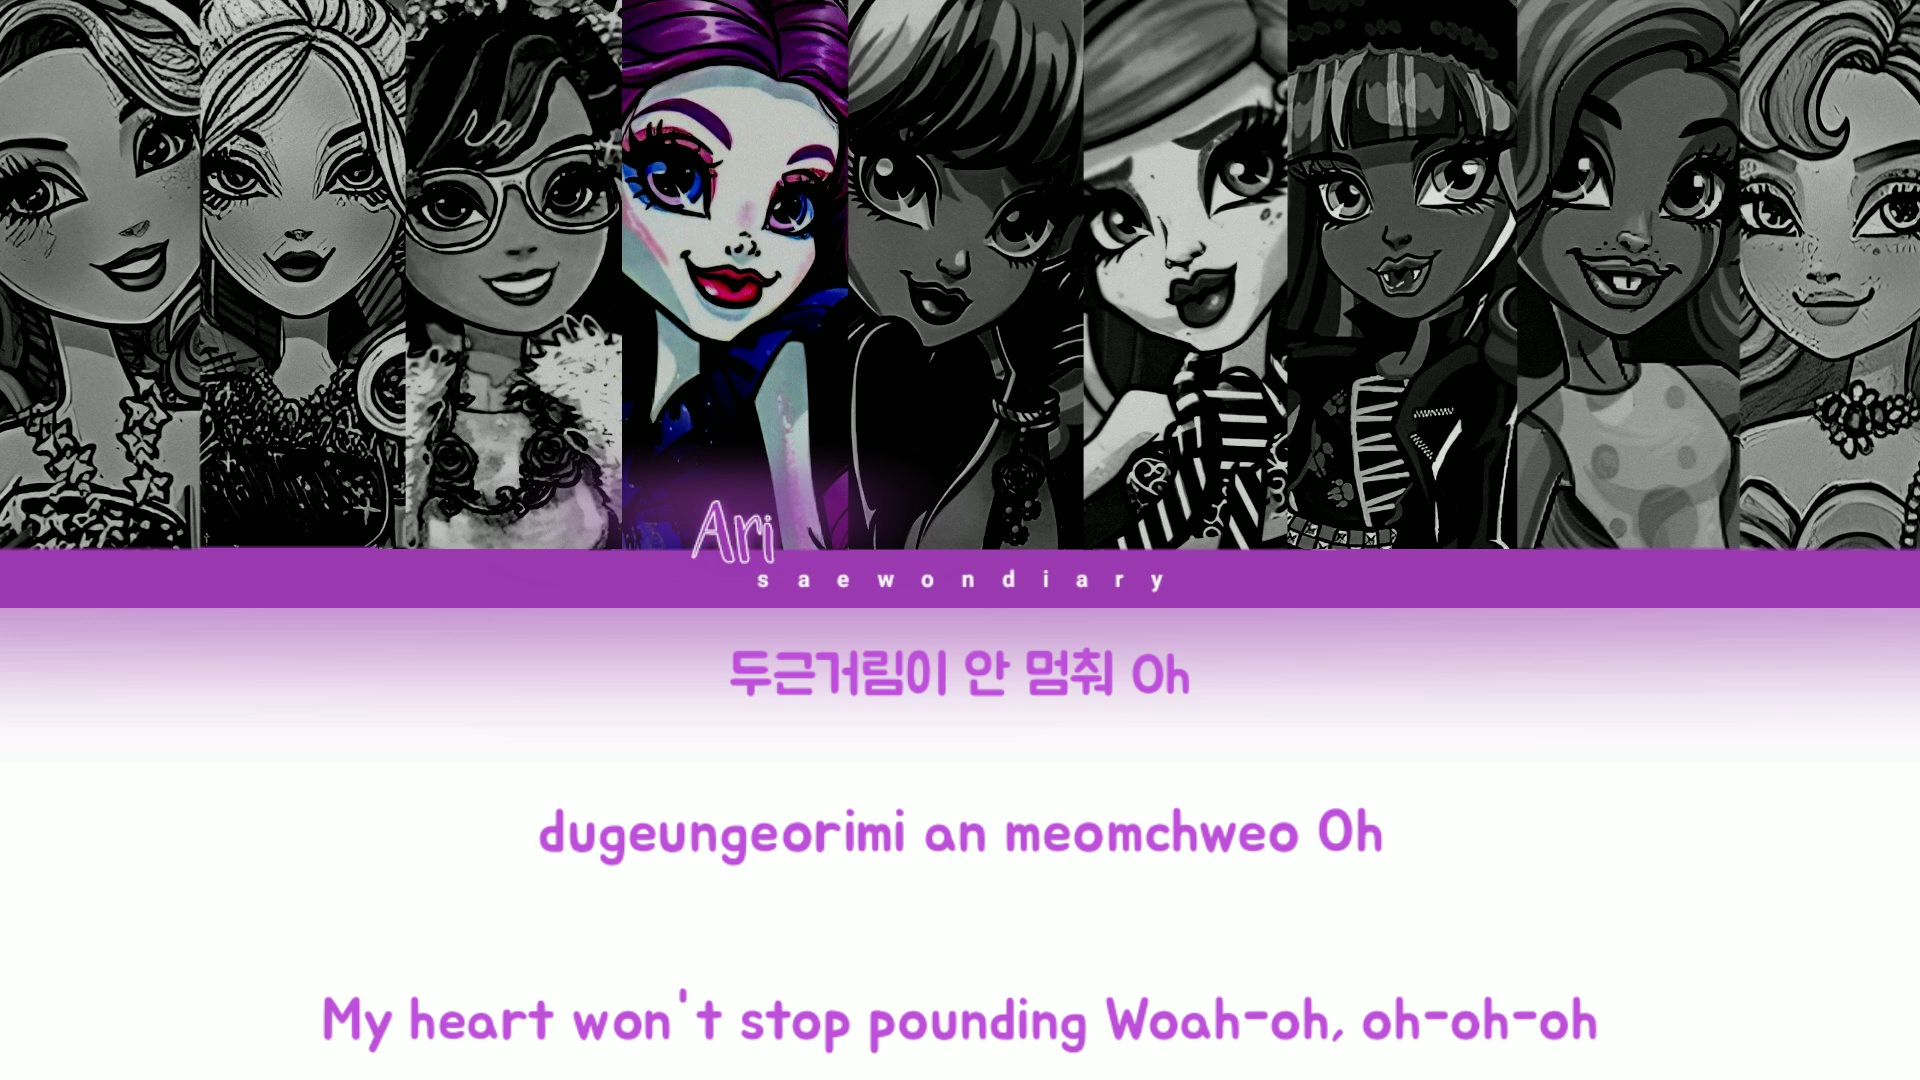 Ari
saewondiary
두근거림이 안 멈춰 Oh
dugeungeorimi an meomchweo Oh
My heart won't stop pounding Woah-oh, oh-oh-oh